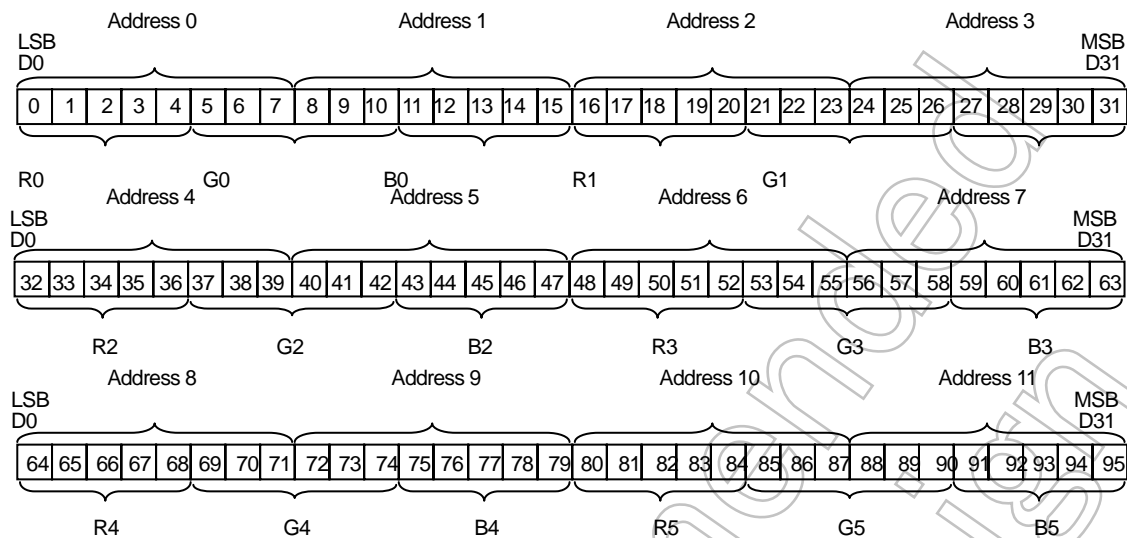 Address 0 Address 1 Address 2 Address 3
LSB MSB
D0 D31
0 1 2 3 4 5 6 7 8 9 10 11 12 13 14 15 16 17 18 19 20 21 22 23 24 25 26 27 28 29 30 31
R0 G0 B0 R1 G1
Address 4 Address 5 Address 6 Address 7
LSB MSB
D0 D31
32 33 34 35 36 37 38 39 40 41 42 43 44 45 46 47 48 49 50 51 52 53 54 55 56 57 58 59 60 61 62 63
R2 G2 B2 R3 G3 B3
Address 8 Address 9 Address 10 Address 11
LSB MSB
D0 D31
64 65 66 67 68 69 70 71 72 73 74 75 76 77 78 79 80 81 82 83 84 85 86 87 88 89 90 91 92 93 94 95
R4 G4 B4 R5 G5 B5